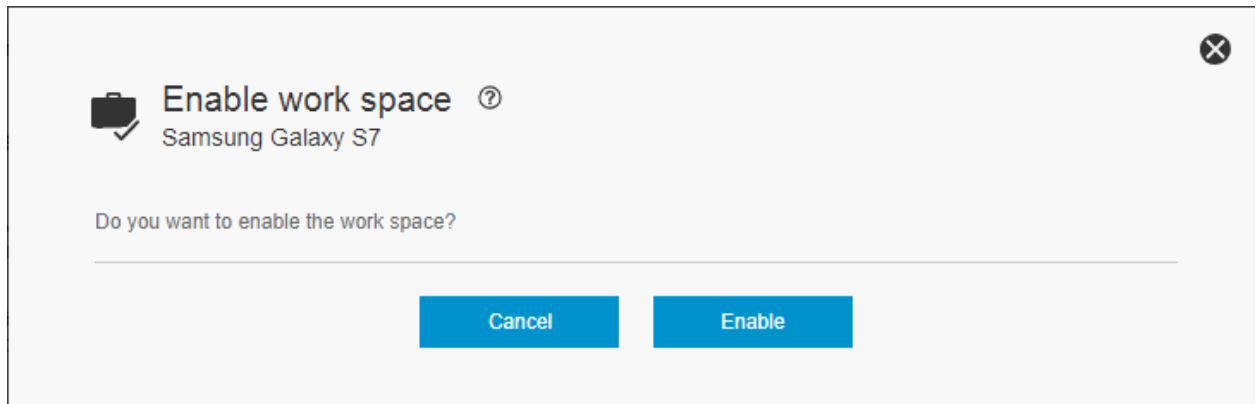 Enable work space ?
Samsung Galaxy S7
Do you want to enable the work space?
Cancel
Enable